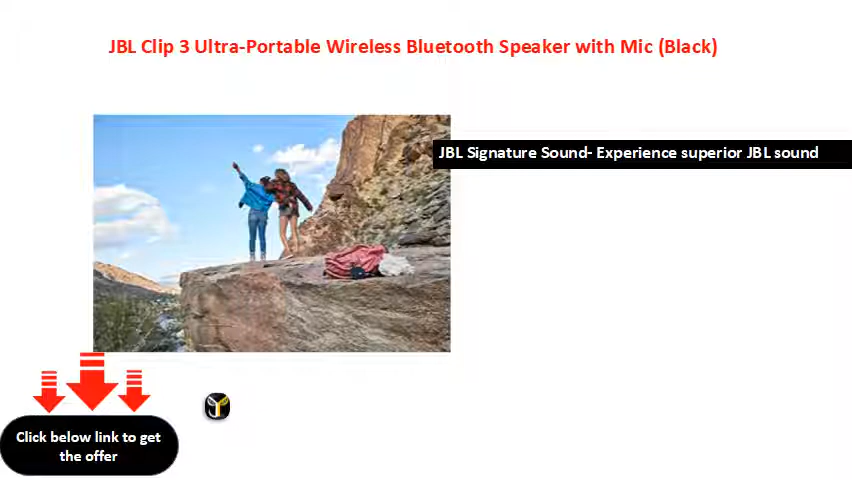 JBL Clip 3 Ultra-Portable Wireless Bluetooth Speaker with Mic (Black)
JBL Signature Sound- Experience superior JBL sound
Click below link to get
the offer